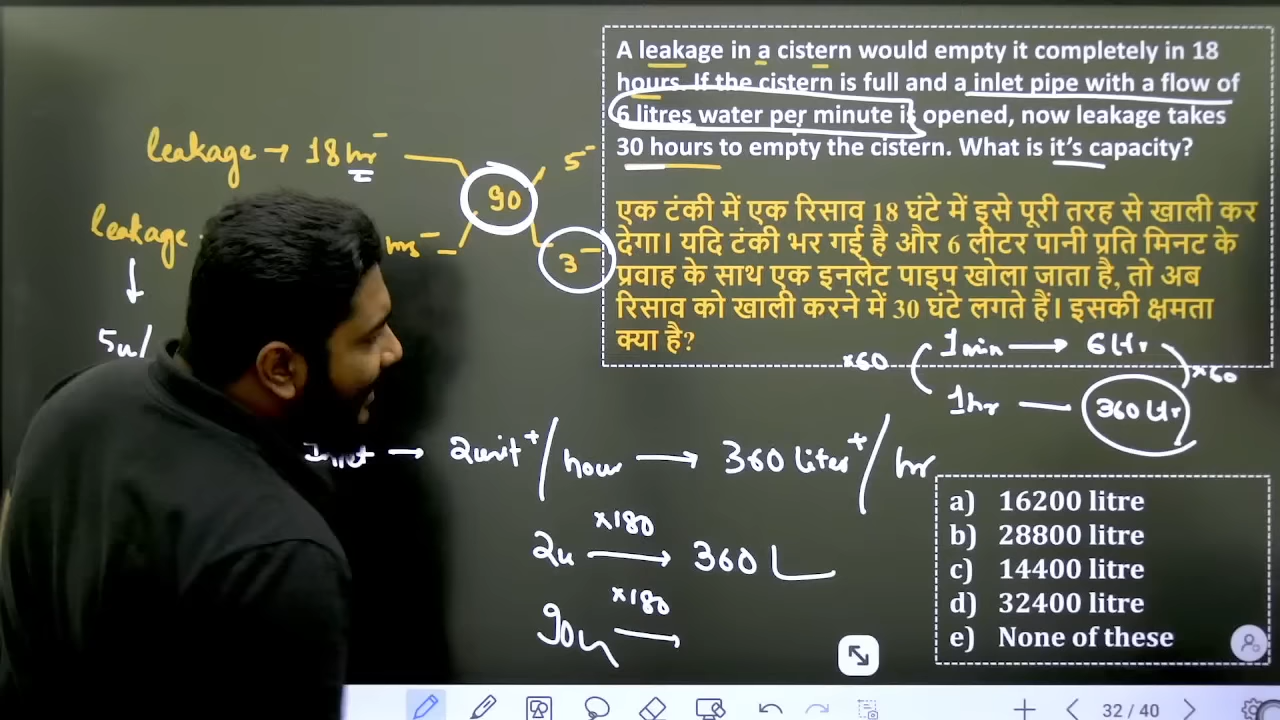 A leakage in a cistern would empty it completely in 18
hours. If the cistern is full and a inlet pipe with a flow of
6 litres water per minute is opened, now leakage takes
30 hours to empty the cistern. What is it's capacity?
एक टंकी में एक रिसाव 18 घंटे में इसे पूरी तरह से खाली कर
देगा। यदि टंकी भर गई है और 6 लीटर पानी प्रति मिनट के
प्रवाह के साथ एक इनलेट पाइप खोला जाता है, तो अब
रिसाव को खाली करने में 30 घंटे लगते हैं। इसकी क्षमता
क्या है?
leakage → 18 hr⁻
90
5⁻
leakage
3⁻
5u/
1min → 6 Ltr
×60
×60
1hr — 360 Ltr
Inlet → 2unit⁺/hour → 360 liter⁺/hr
×180
2u → 360 L
×180
90u →
a) 16200 litre
b) 28800 litre
c) 14400 litre
d) 32400 litre
e) None of these
32 / 40